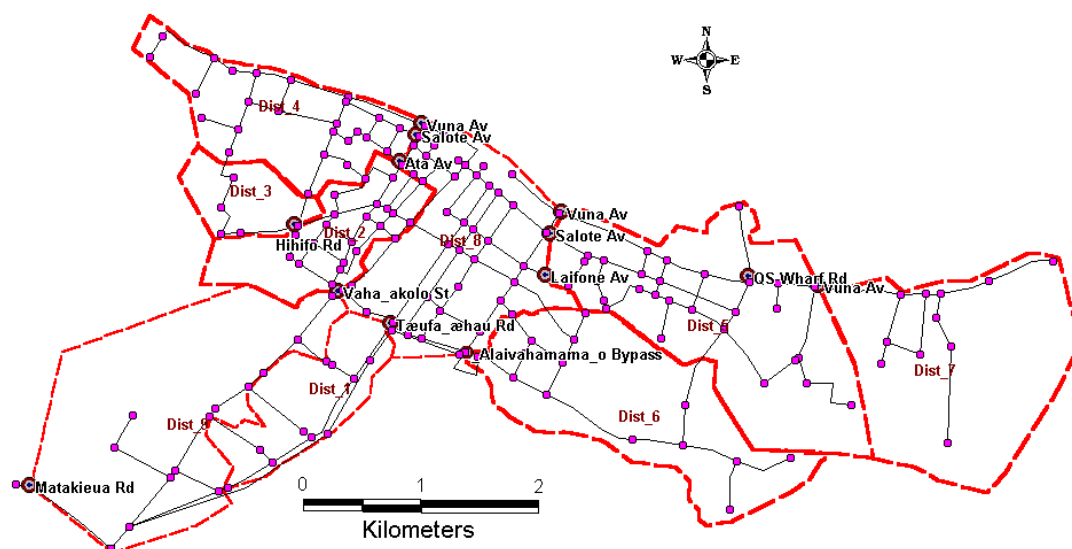 N
W E
S
Dist_4
Vuna Av
Salote Av
Ata Av
Dist_3
Dist_2
Hihifo Rd
Dist_8
Vuna Av
Salote Av
Laifone Av
QS Wharf Rd
Vuna Av
Vaha_akolo St
Tæufa_æhau Rd
Dist_5
Alaivahamama_o Bypass
Dist_7
Dist_1
Dist_6
Dist_9
Matakieua Rd
0 1 2
Kilometers